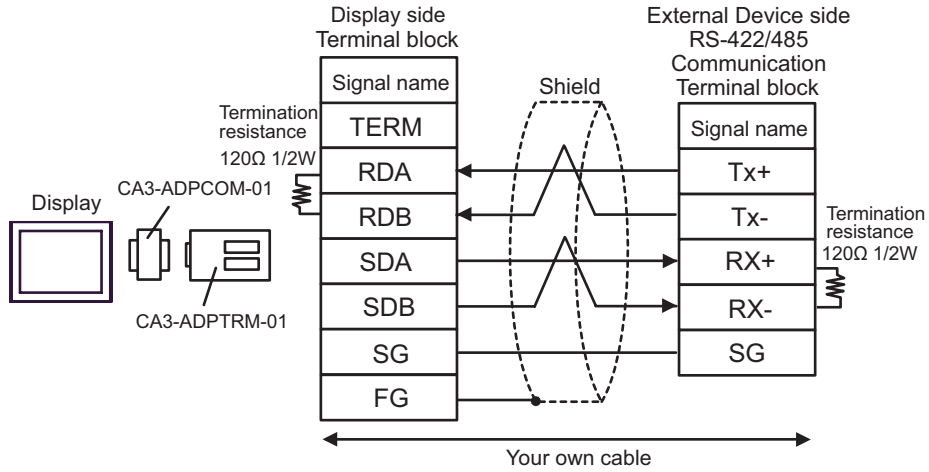 Display side
Terminal block
External Device side
RS-422/485
Communication
Terminal block
Signal name
Shield
Termination
resistance
120Ω 1/2W
TERM
Signal name
RDA
Tx+
CA3-ADPCOM-01
Display
RDB
Tx-
Termination
resistance
120Ω 1/2W
SDA
RX+
CA3-ADPTRM-01
SDB
RX-
SG
SG
FG
Your own cable